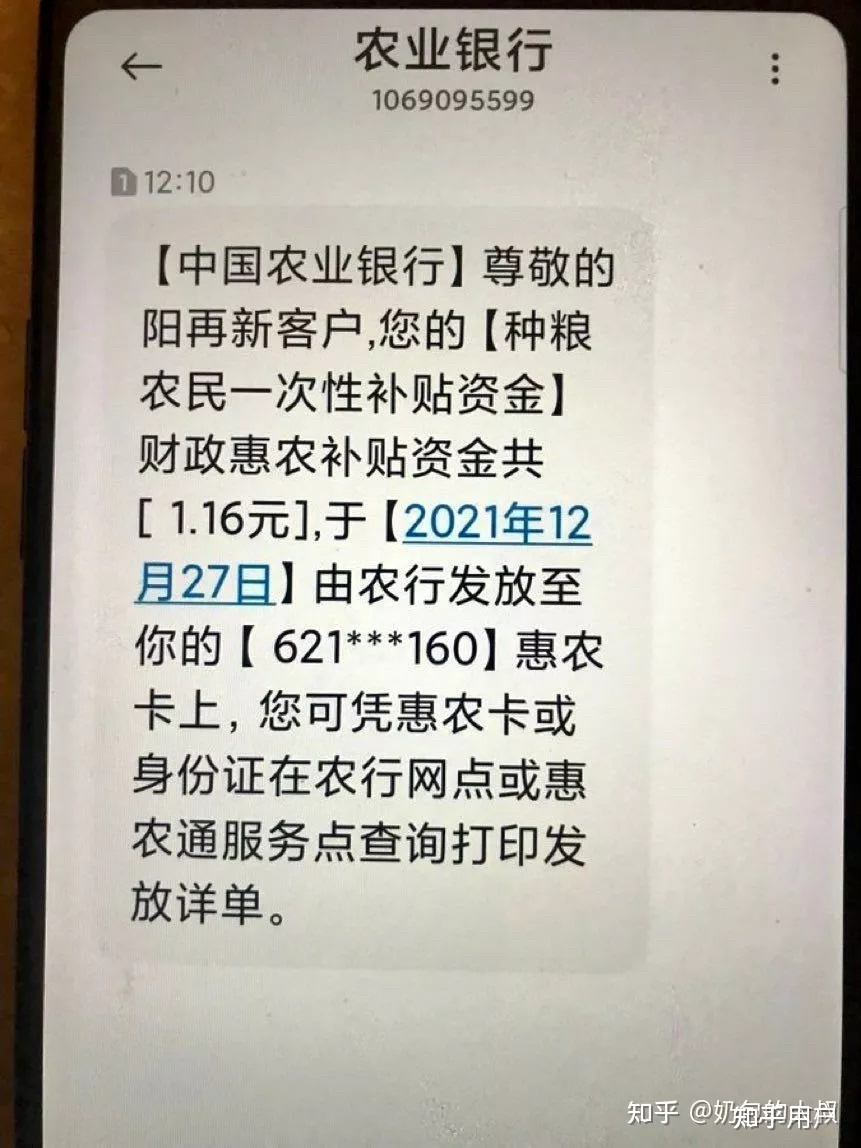 农业银行
1069095599
1 12:10
【中国农业银行】尊敬的
阳再新客户,您的【种粮
农民一次性补贴资金】
财政惠农补贴资金共
[ 1.16元],于【2021年12
月27日】由农行发放至
你的【 621***160】惠农
卡上，您可凭惠农卡或
身份证在农行网点或惠
农通服务点查询打印发
放详单。
知乎 @奶包的大叔
知乎用户